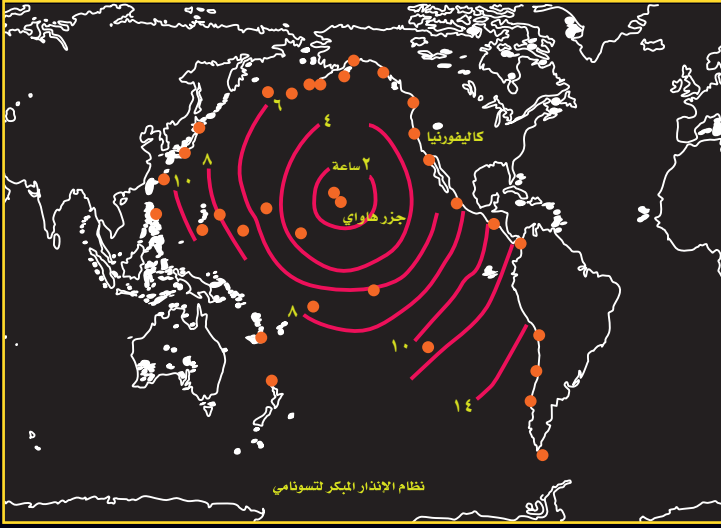 ٦
٤
كاليفورنيا
٨
٢ ساعة
١٠
جزر هاواي
٨
١٠
١٤
نظام الإنذار المبكر لتسونامي